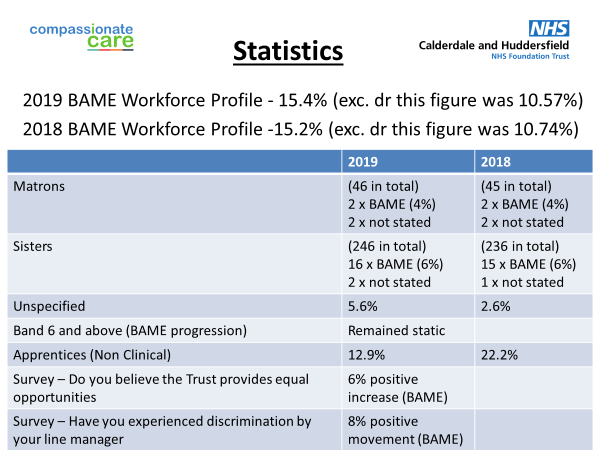 compassionate
care
NHS
Calderdale and Huddersfield
NHS Foundation Trust
Statistics
2019 BAME Workforce Profile - 15.4% (exc. dr this figure was 10.57%)
2018 BAME Workforce Profile -15.2% (exc. dr this figure was 10.74%)
2019 2018
Matrons (46 in total) (45 in total)
2 x BAME (4%) 2 x BAME (4%)
2 x not stated 2 x not stated
Sisters (246 in total) (236 in total)
16 x BAME (6%) 15 x BAME (6%)
2 x not stated 1 x not stated
Unspecified 5.6% 2.6%
Band 6 and above (BAME progression) Remained static
Apprentices (Non Clinical) 12.9% 22.2%
Survey – Do you believe the Trust provides equal 6% positive
opportunities increase (BAME)
Survey – Have you experienced discrimination by 8% positive
your line manager movement (BAME)